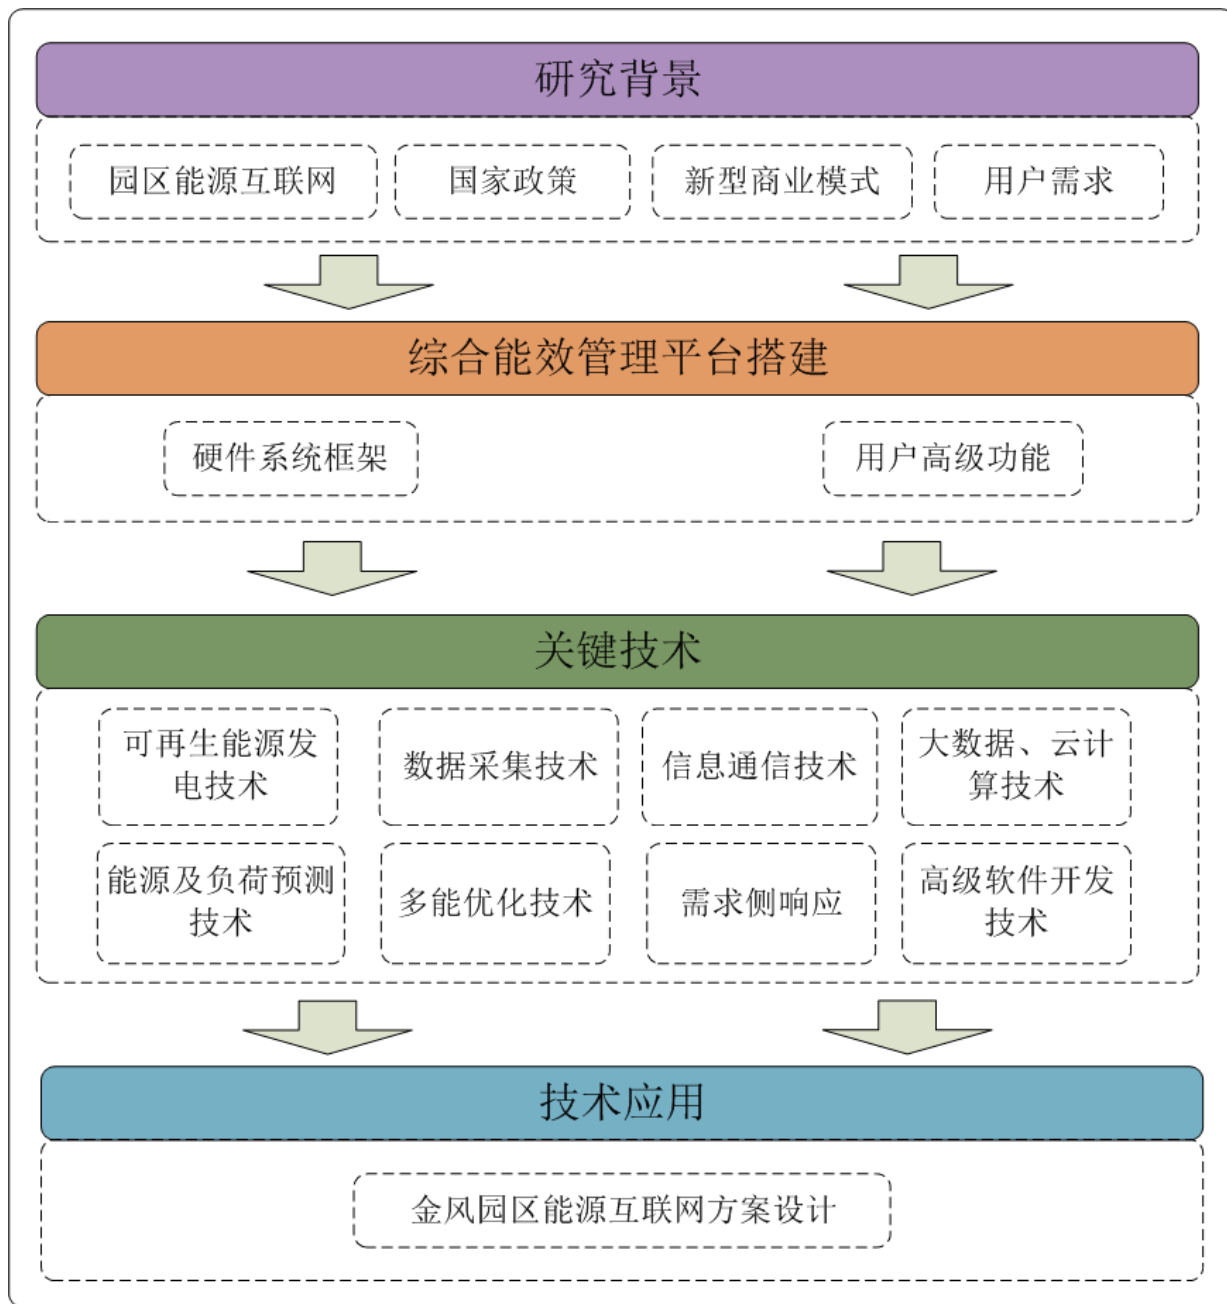 研究背景
园区能源互联网
国家政策
新型商业模式
用户需求
综合能效管理平台搭建
硬件系统框架
用户高级功能
关键技术
可再生能源发
电技术
数据采集技术
信息通信技术
大数据、云计
算技术
能源及负荷预测
技术
多能优化技术
需求侧响应
高级软件开发
技术
技术应用
金风园区能源互联网方案设计